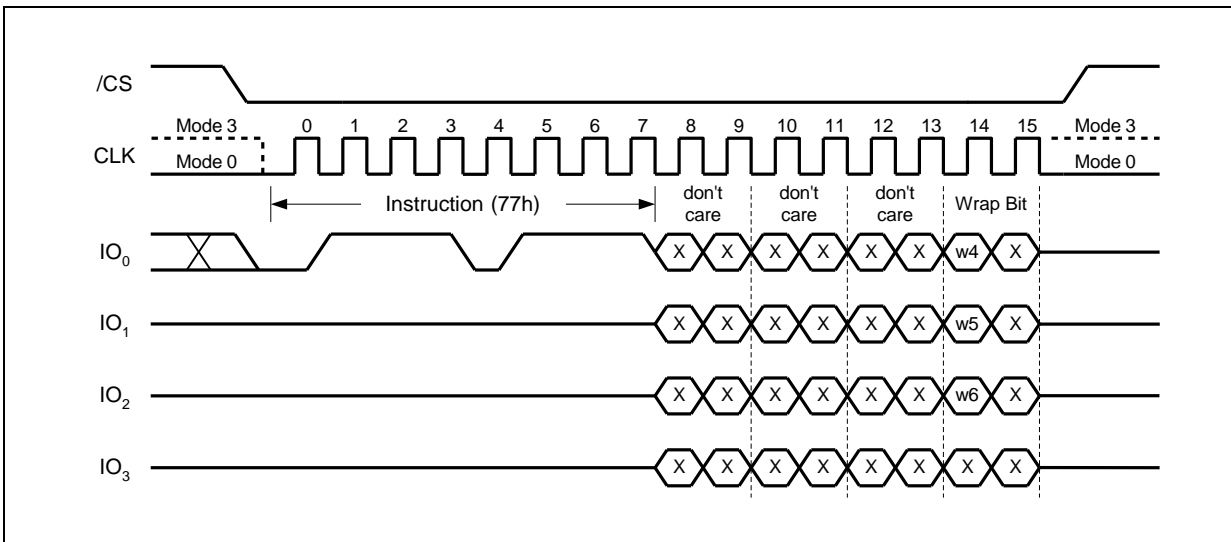 /CS
Mode 3 0 1 2 3 4 5 6 7 8 9 10 11 12 13 14 15 Mode 3
CLK
Mode 0 Mode 0
Instruction (77h) don't care don't care don't care Wrap Bit
IO0 X X X X X X w4 X
IO1 X X X X X X w5 X
IO2 X X X X X X w6 X
IO3 X X X X X X X X